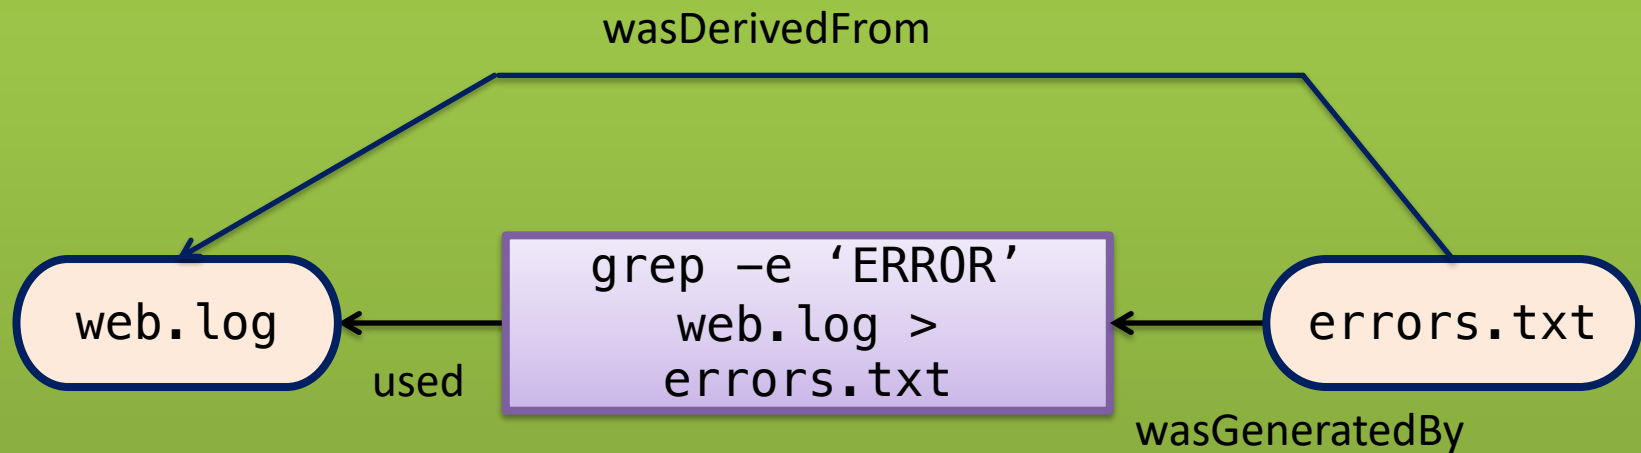 wasDerivedFrom
web.log
used
grep –e ‘ERROR’
web.log >
errors.txt
errors.txt
wasGeneratedBy